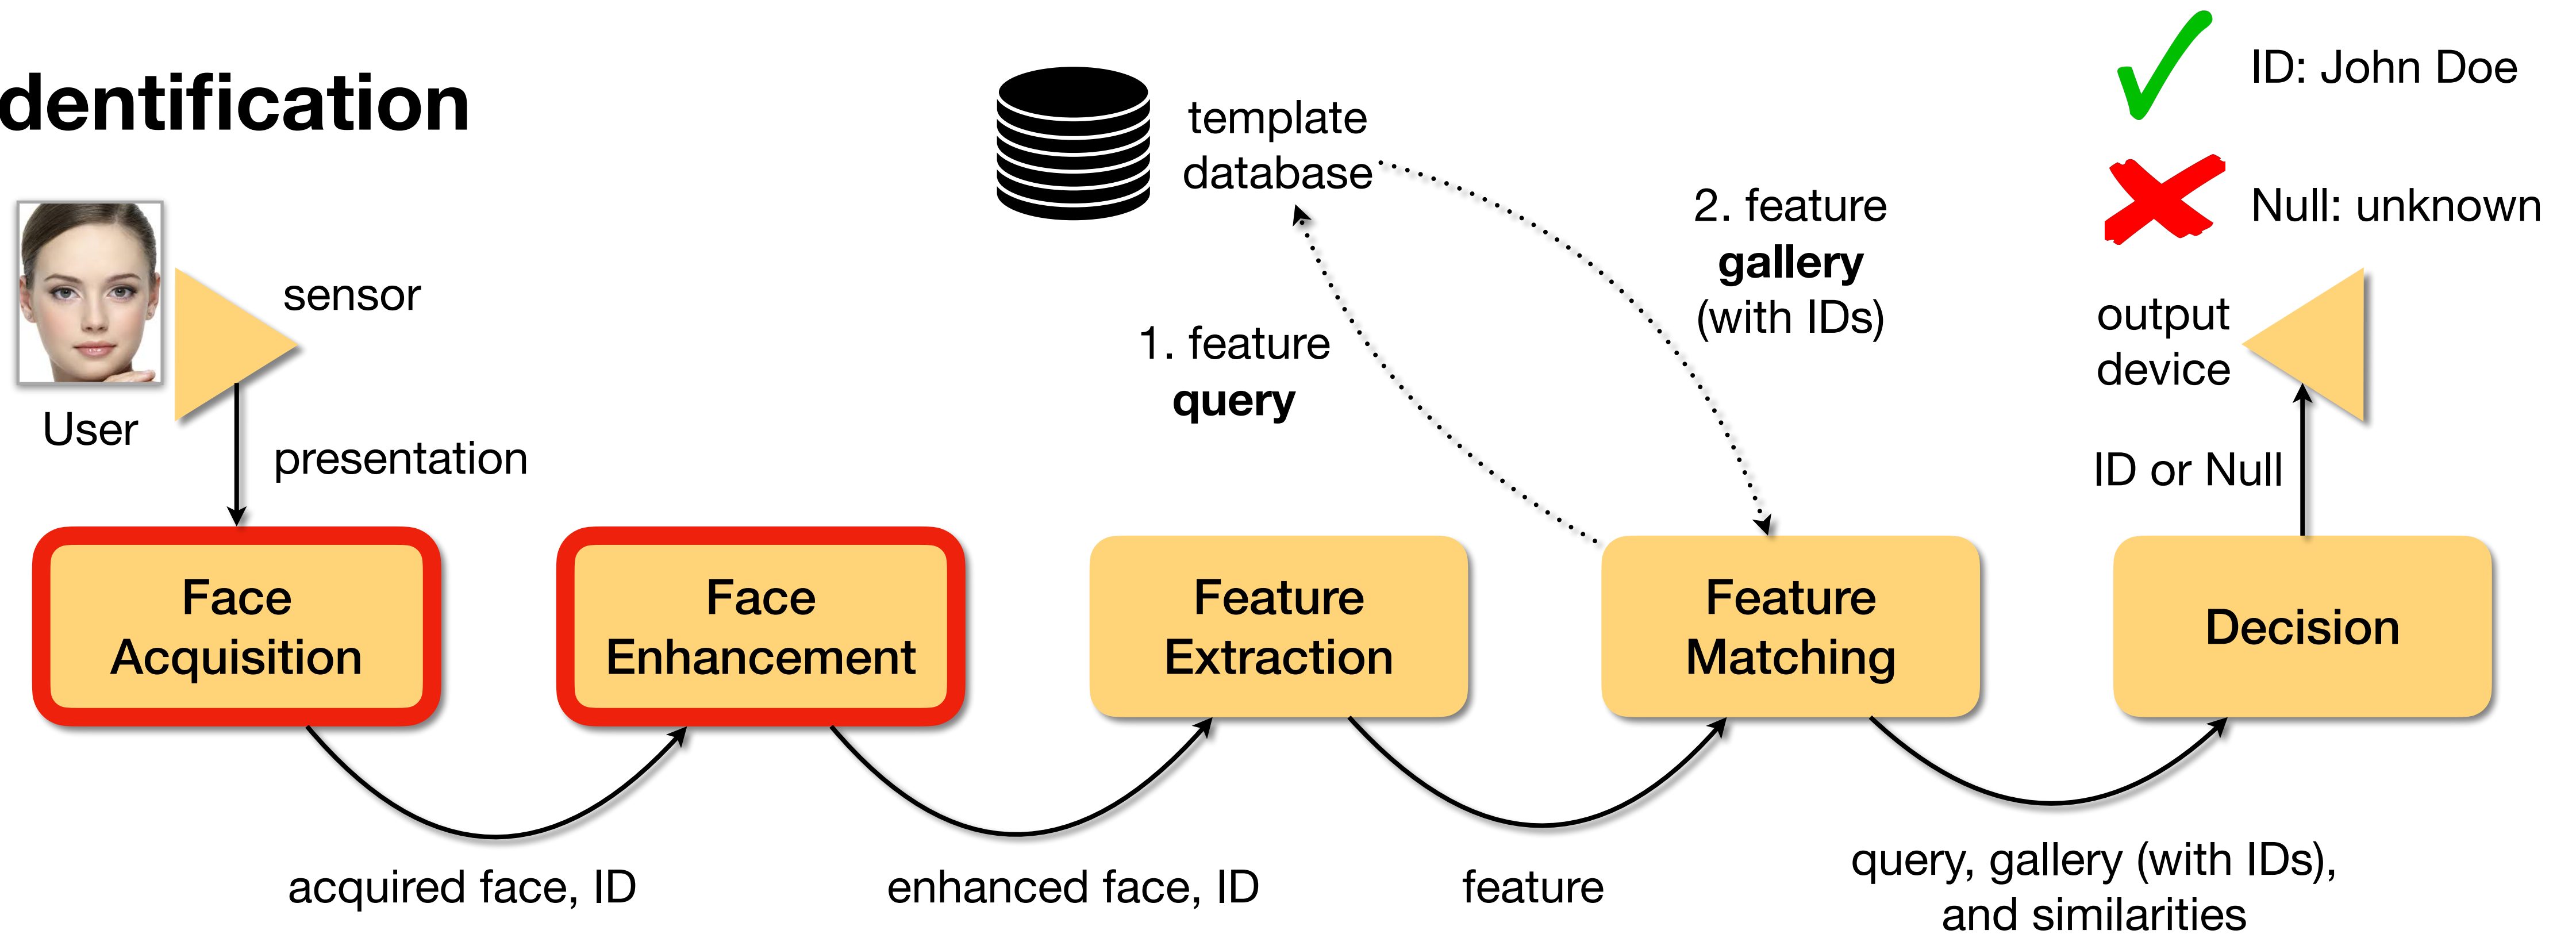 dentification
template
database
ID: John Doe
Null: unknown
sensor
User
presentation
1. feature
query
2. feature
gallery
(with IDs)
output
device
ID or Null
Face
Acquisition
Face
Enhancement
Feature
Extraction
Feature
Matching
Decision
acquired face, ID
enhanced face, ID
feature
query, gallery (with IDs),
and similarities